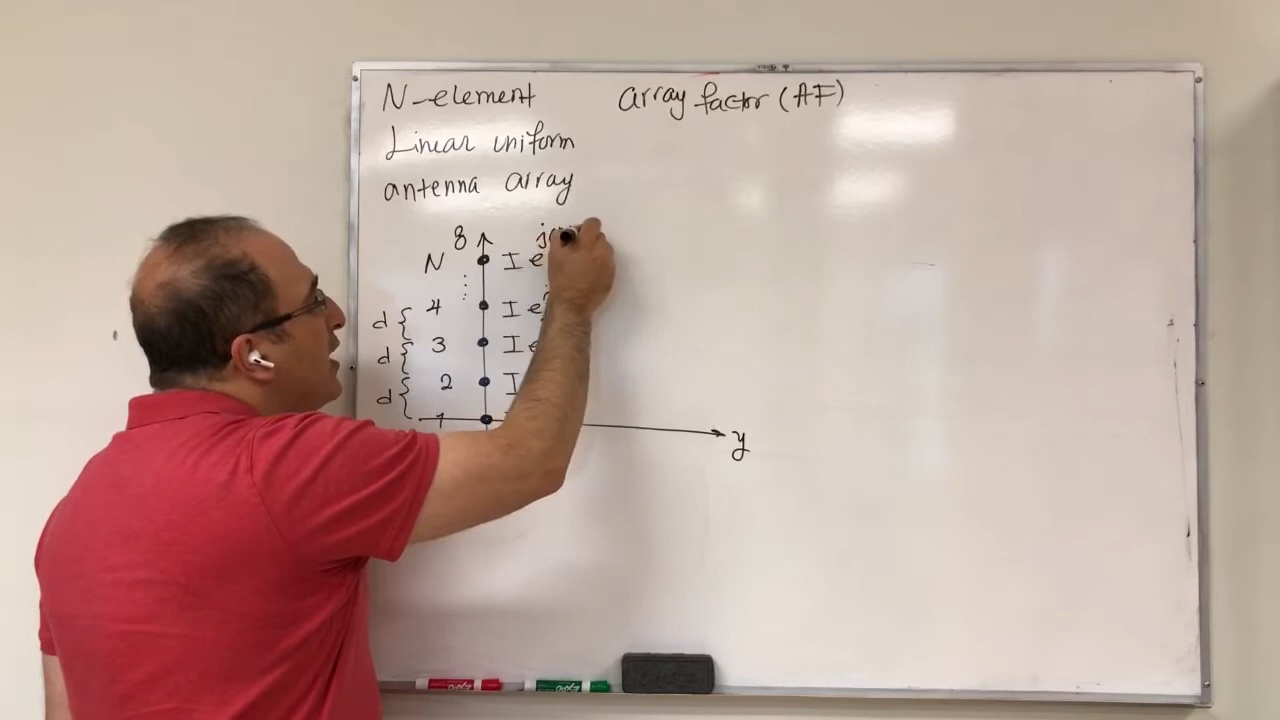 N-element array factor (AF)
Linear uniform
antenna array
z
N I e
4 I e
d
3 I e
d
2 I
d
1
y